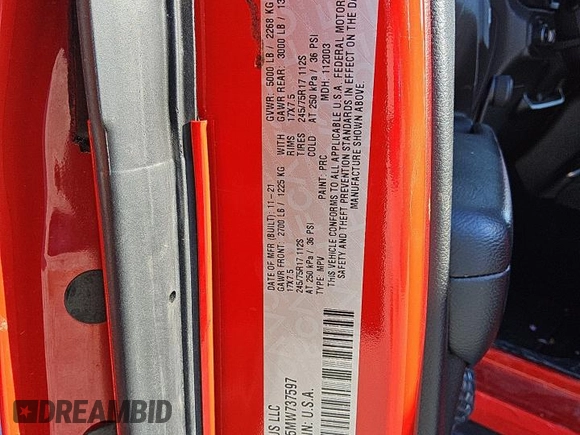 US LLC
DATE OF MFR (BUILT): 11-21
GVWR: 5000 LB / 2268 KG
GAWR FRONT: 2700 LB / 1225 KG WITH
GAWR REAR: 3000 LB / 13
17X7.5 RIMS
17X7.5
245/75R17 112S TIRES
245/75R17 112S
AT 250 kPa / 36 PSI COLD
AT 250 kPa / 36 PSI
TYPE: MPV PAINT: PRC MDH: 112003
THIS VEHICLE CONFORMS TO ALL APPLICABLE U.S.A. FEDERAL MOTOR
SAFETY AND THEFT PREVENTION STANDARDS IN EFFECT ON THE DA
MANUFACTURE SHOWN ABOVE
5MW737597
U.S.A.
DREAMBID